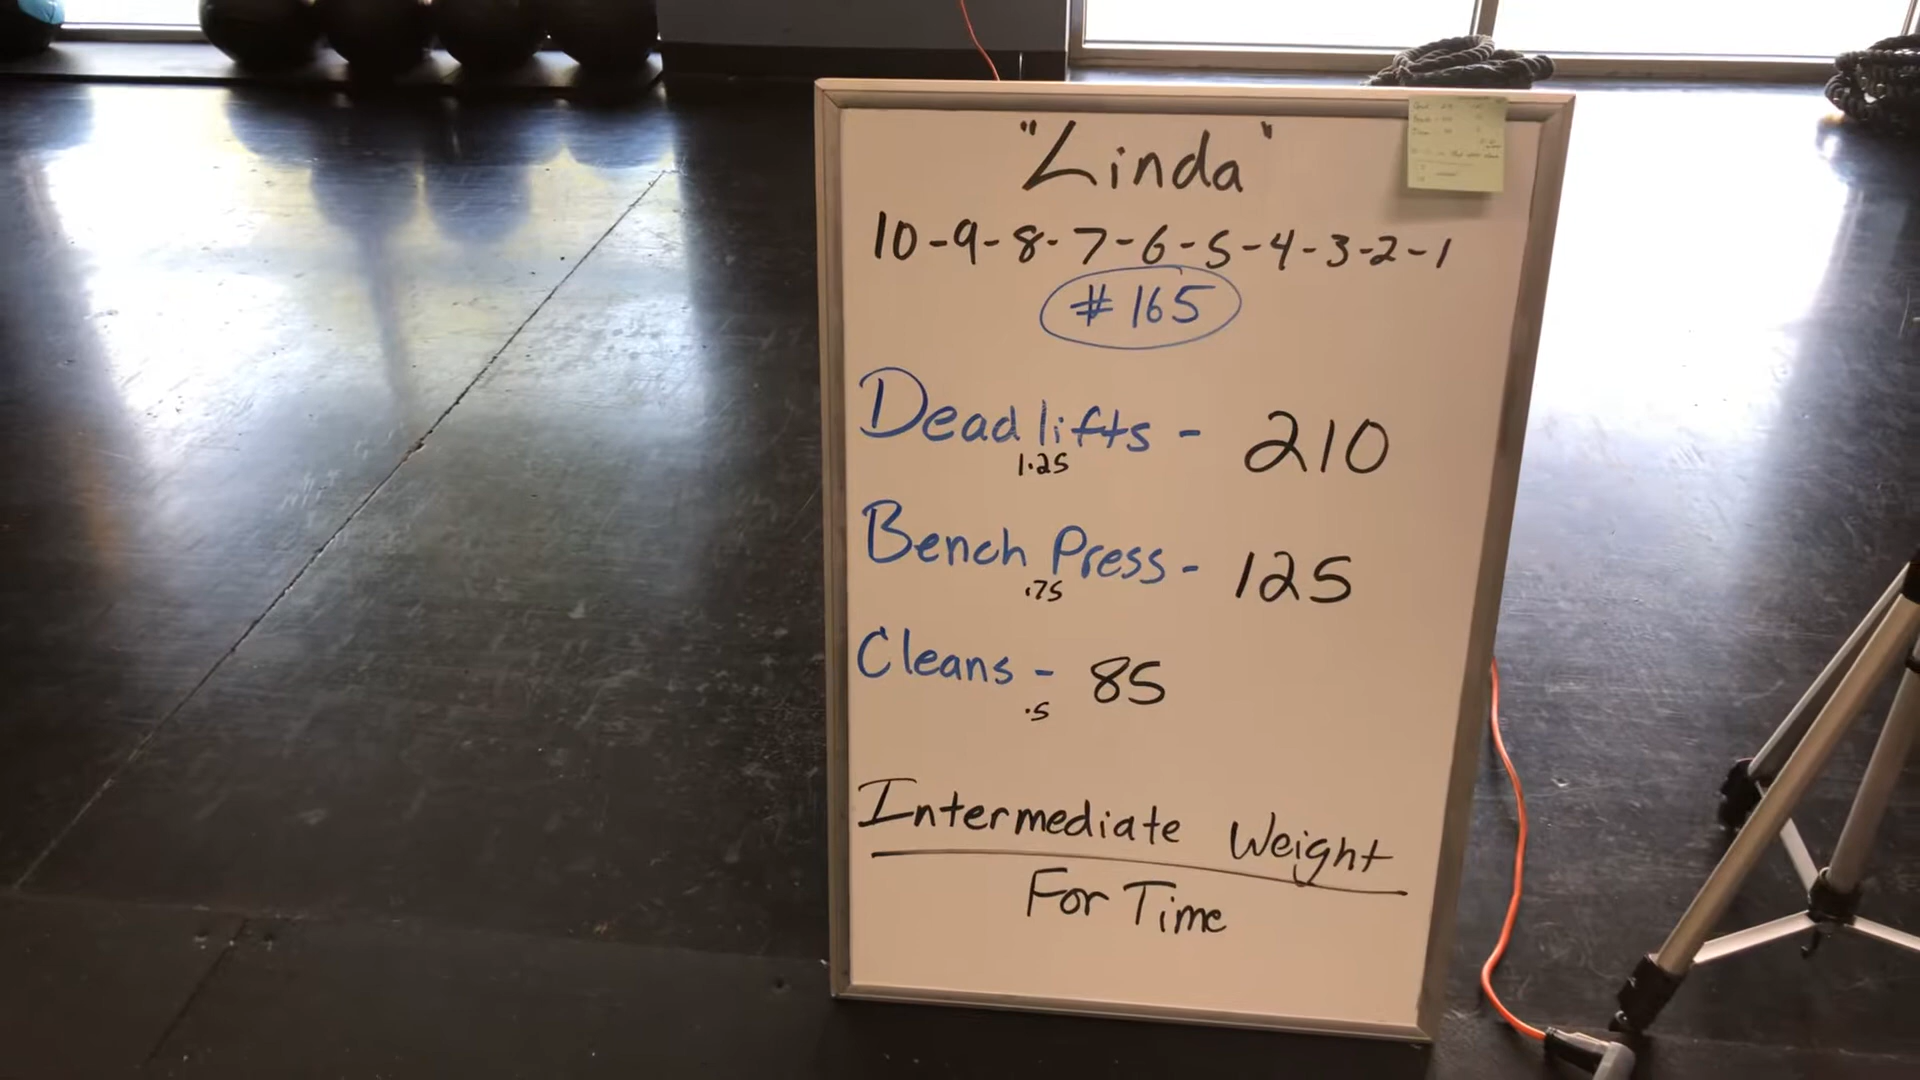 "Linda"
10-9-8-7-6-5-4-3-2-1
#165
Deadlifts - 210
1.25
Bench Press - 125
.75
Cleans - 85
.5
Intermediate Weight
For Time